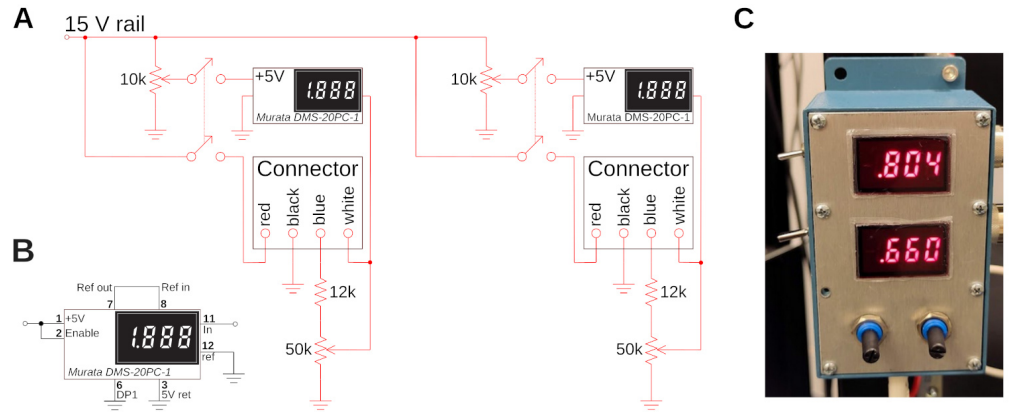 A
15 V rail
10k
+5V
1.888
Murata DMS-20PC-1
Connector
red
black
blue
white
12k
50k
10k
+5V
1.888
Murata DMS-20PC-1
Connector
red
black
blue
white
12k
50k
B
Ref out
Ref in
7
8
1
+5V
2
Enable
1.888
11
In
12
ref
Murata DMS-20PC-1
6
DP1
3
5V ret
C
.804
.660